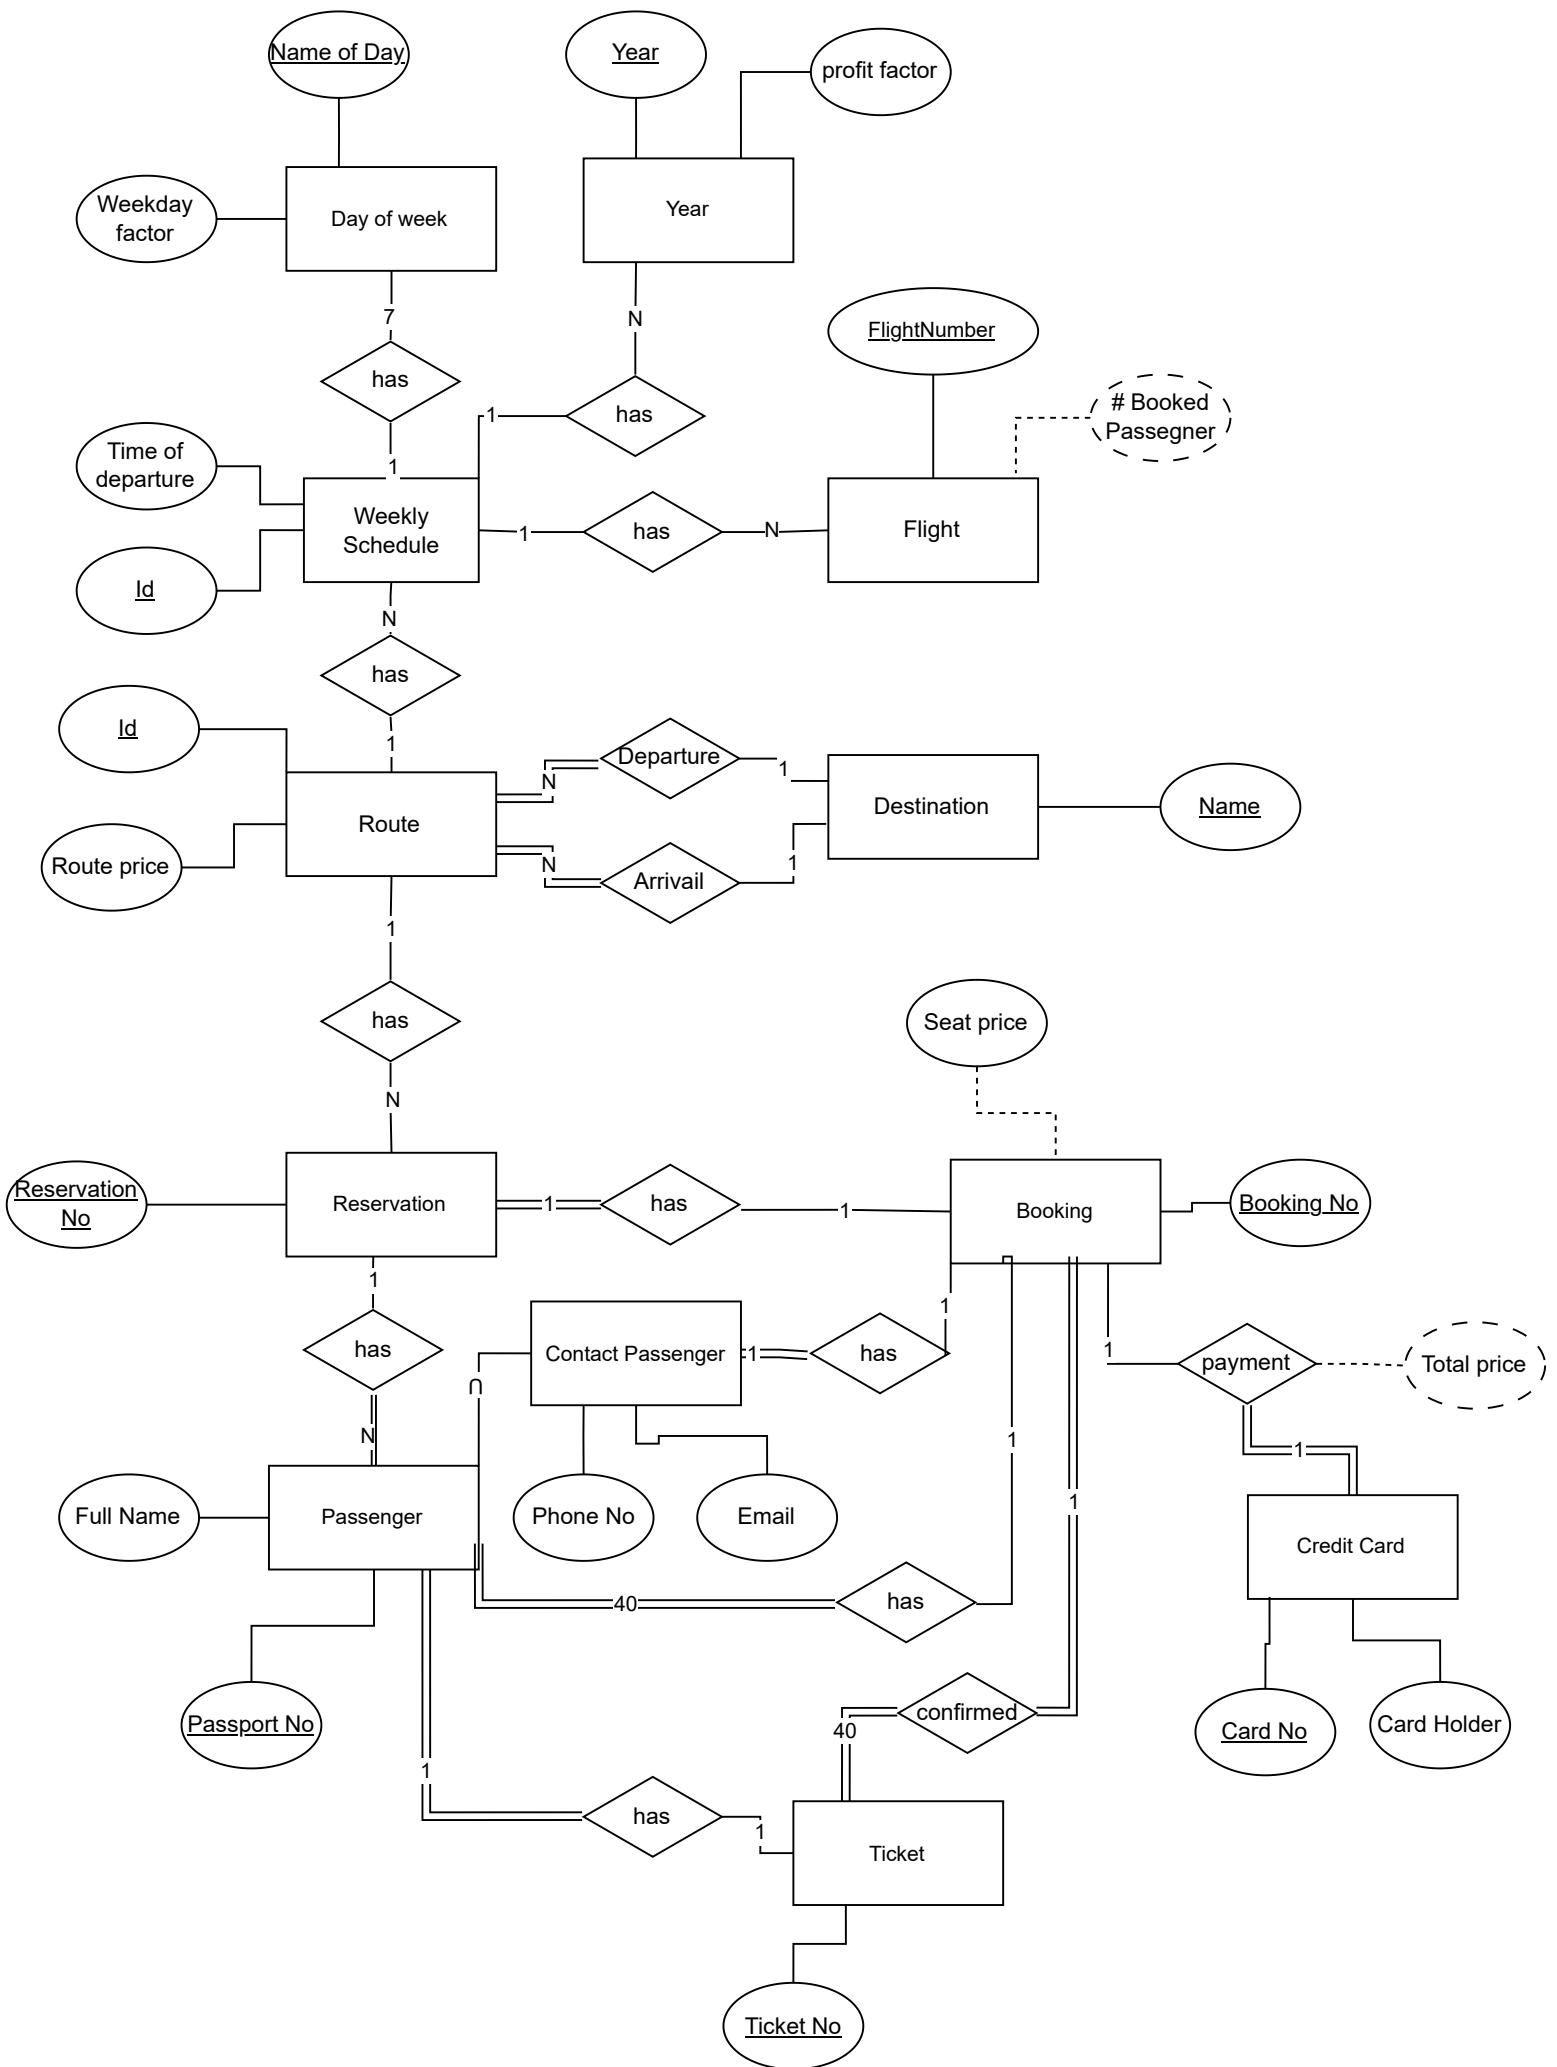 Name of Day
Year
profit factor
Weekday
factor
Day of week
Year
7
N
FlightNumber
has
has
1
# Booked
Passegner
Time of
departure
1
Weekly
Schedule
1
has
N
Flight
Id
N
has
Id
1
Departure
N
1
Route
Destination
Name
Route price
N
Arrivail
1
1
has
Seat price
N
Reservation
No
Reservation
1
has
1
Booking
Booking No
1
1
has
Contact Passenger
1
has
1
payment
Total price
U
N
1
1
Full Name
Passenger
Phone No
Email
1
Credit Card
40
has
Passport No
confirmed
Card No
Card Holder
40
1
has
1
Ticket
Ticket No